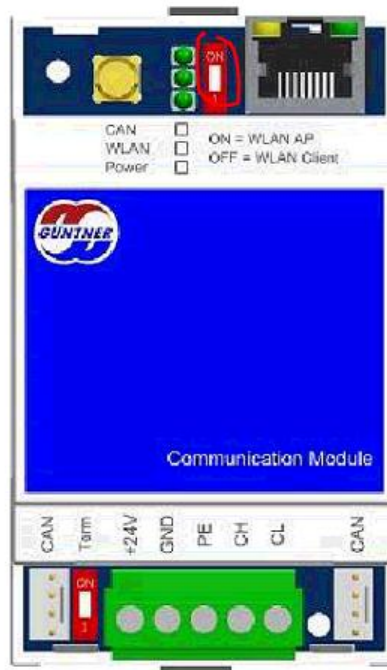 ON
1
CAN
WLAN
Power
ON = WLAN AP
OFF = WLAN Client
GÜNTNER
Communication Module
CAN
Term
+24V
GND
PE
CH
CL
CAN
ON
1